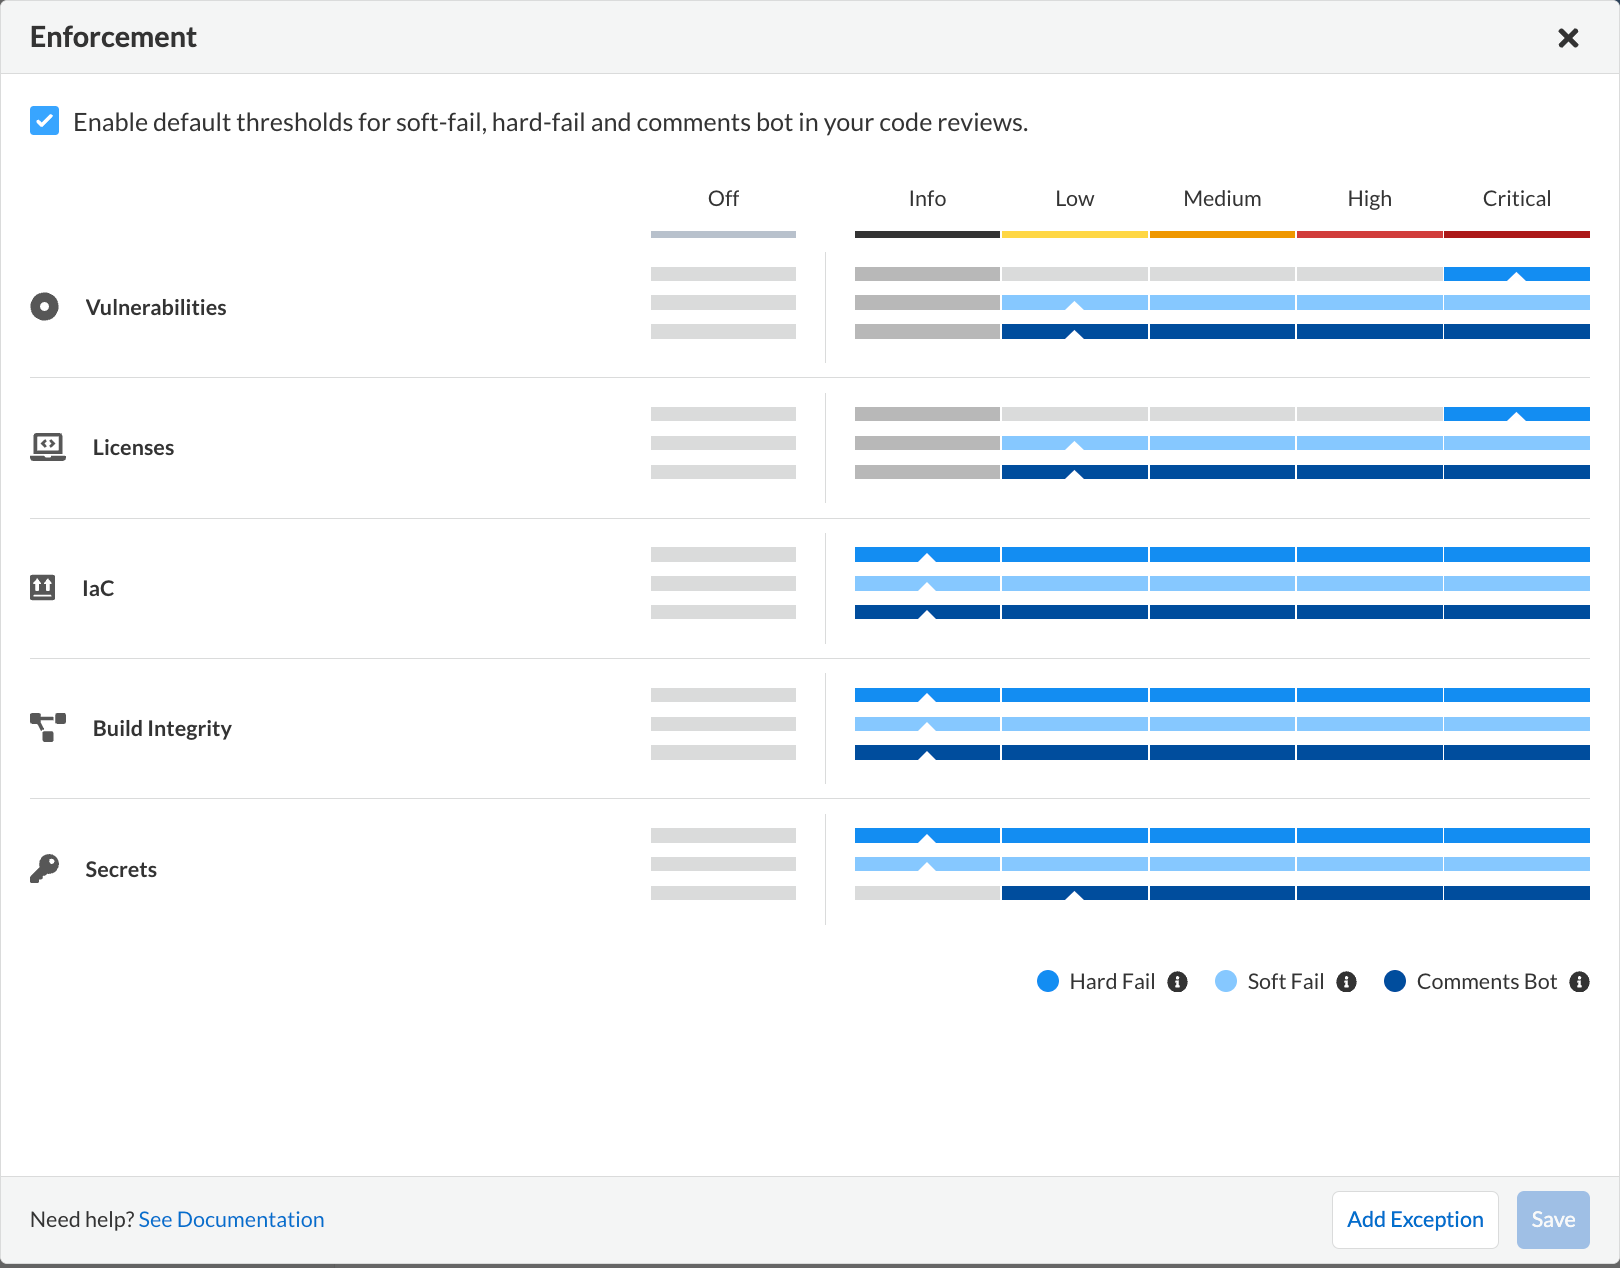 Enforcement
Enable default thresholds for soft-fail, hard-fail and comments bot in your code reviews.
Off Info Low Medium High Critical
Vulnerabilities
Licenses
IaC
Build Integrity
Secrets
Hard Fail Soft Fail Comments Bot
Need help? See Documentation Add Exception Save